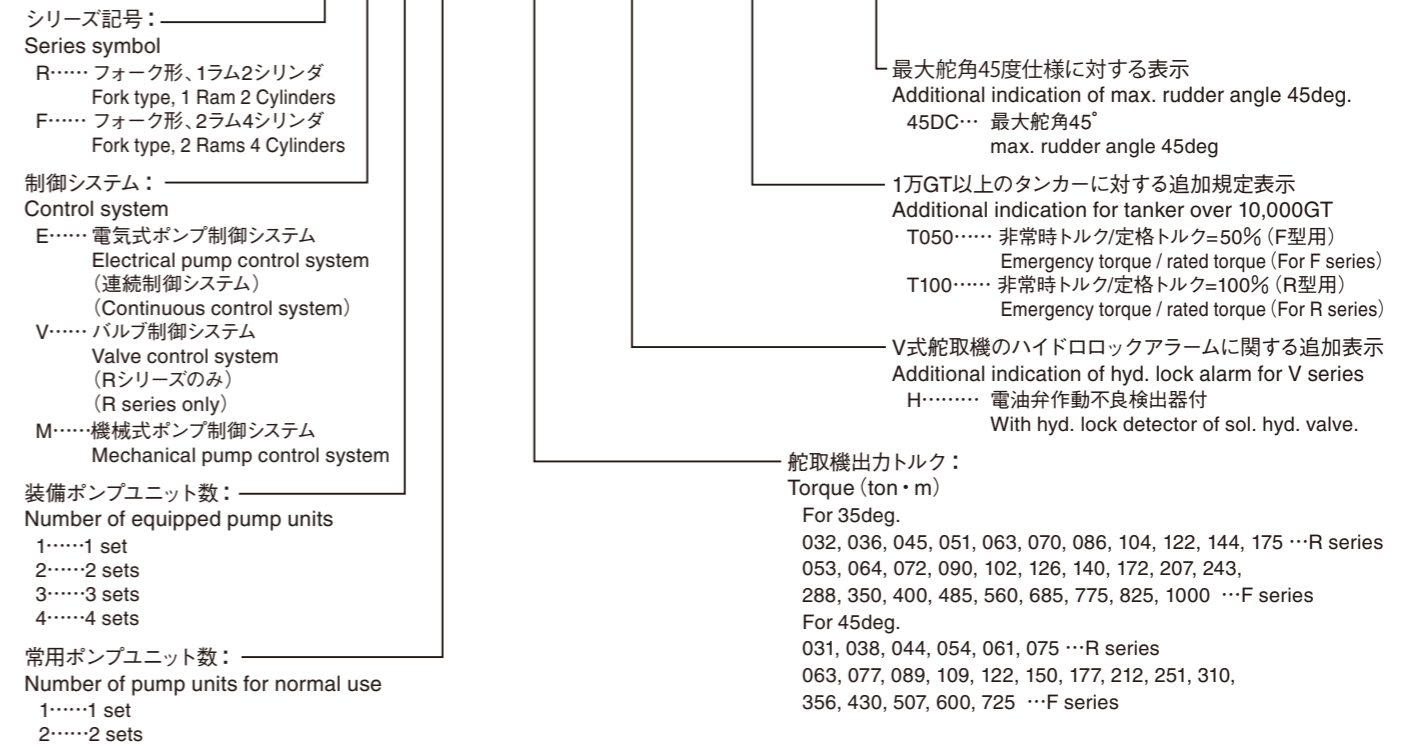 シリーズ記号：
Series symbol
R…… フォーク形、1ラム2シリンダ
Fork type, 1 Ram 2 Cylinders
F…… フォーク形、2ラム4シリンダ
Fork type, 2 Rams 4 Cylinders
制御システム：
Control system
E…… 電気式ポンプ制御システム
Electrical pump control system
（連続制御システム）
（Continuous control system）
V…… バルブ制御システム
Valve control system
（Rシリーズのみ）
（R series only）
M……機械式ポンプ制御システム
Mechanical pump control system
装備ポンプユニット数：
Number of equipped pump units
1……1 set
2……2 sets
3……3 sets
4……4 sets
常用ポンプユニット数：
Number of pump units for normal use
1……1 set
2……2 sets
最大舵角45度仕様に対する表示
Additional indication of max. rudder angle 45deg.
45DC… 最大舵角45°
max. rudder angle 45deg
1万GT以上のタンカーに対する追加規定表示
Additional indication for tanker over 10,000GT
T050…… 非常時トルク/定格トルク=50％（F型用）
Emergency torque / rated torque（For F series）
T100…… 非常時トルク/定格トルク=100％（R型用）
Emergency torque / rated torque（For R series）
V式舵取機のハイドロロックアラームに関する追加表示
Additional indication of hyd. lock alarm for V series
H……… 電油弁作動不良検出器付
With hyd. lock detector of sol. hyd. valve.
舵取機出力トルク：
Torque（ton・m）
For 35deg.
032, 036, 045, 051, 063, 070, 086, 104, 122, 144, 175 …R series
053, 064, 072, 090, 102, 126, 140, 172, 207, 243,
288, 350, 400, 485, 560, 685, 775, 825, 1000 …F series
For 45deg.
031, 038, 044, 054, 061, 075 …R series
063, 077, 089, 109, 122, 150, 177, 212, 251, 310,
356, 430, 507, 600, 725 …F series